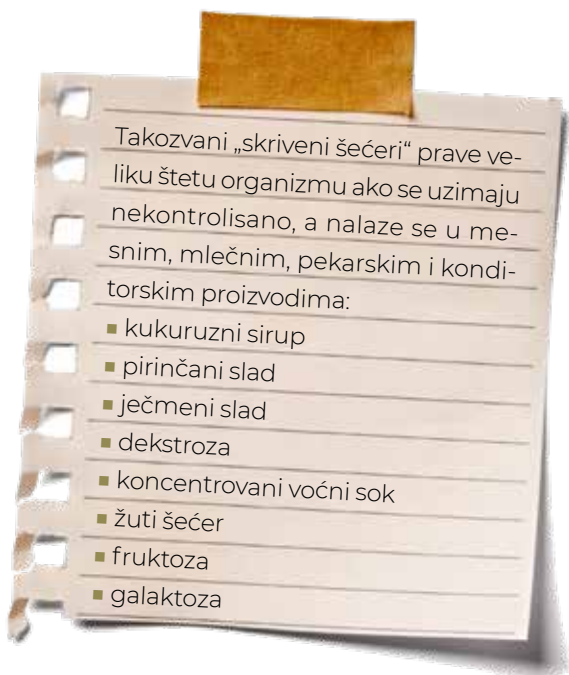 Takozvani „skriveni šećeri“ prave ve-
liku štetu organizmu ako se uzimaju
nekontrolisano, a nalaze se u me-
snim, mlečnim, pekarskim i kondi-
torskim proizvodima:
▪ kukuruzni sirup
▪ pirinčani slad
▪ ječmeni slad
▪ dekstroza
▪ koncentrovani voćni sok
▪ žuti šećer
▪ fruktoza
▪ galaktoza